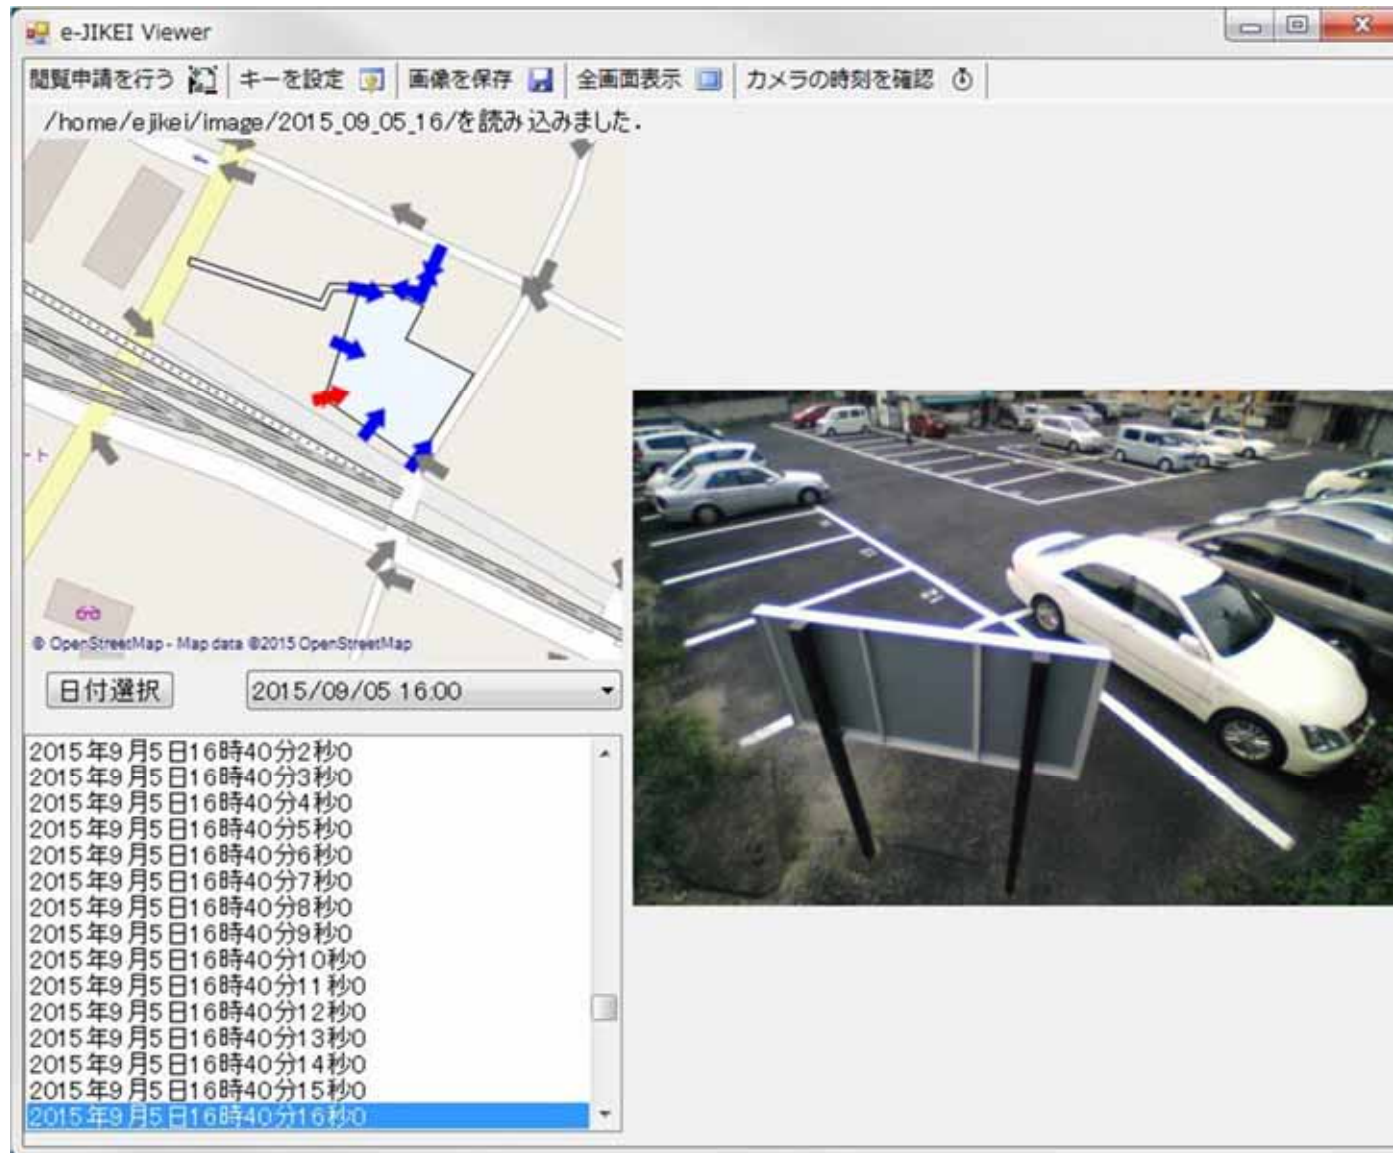 e-JIKEI Viewer
閲覧申請を行う キーを設定 画像を保存 全画面表示 カメラの時刻を確認
/home/ejikei/image/2015_09_05_16/を読み込みました.
ート
© OpenStreetMap - Map data ©2015 OpenStreetMap
日付選択 2015/09/05 16:00
2015年9月5日16時40分2秒0
2015年9月5日16時40分3秒0
2015年9月5日16時40分4秒0
2015年9月5日16時40分5秒0
2015年9月5日16時40分6秒0
2015年9月5日16時40分7秒0
2015年9月5日16時40分8秒0
2015年9月5日16時40分9秒0
2015年9月5日16時40分10秒0
2015年9月5日16時40分11秒0
2015年9月5日16時40分12秒0
2015年9月5日16時40分13秒0
2015年9月5日16時40分14秒0
2015年9月5日16時40分15秒0
2015年9月5日16時40分16秒0